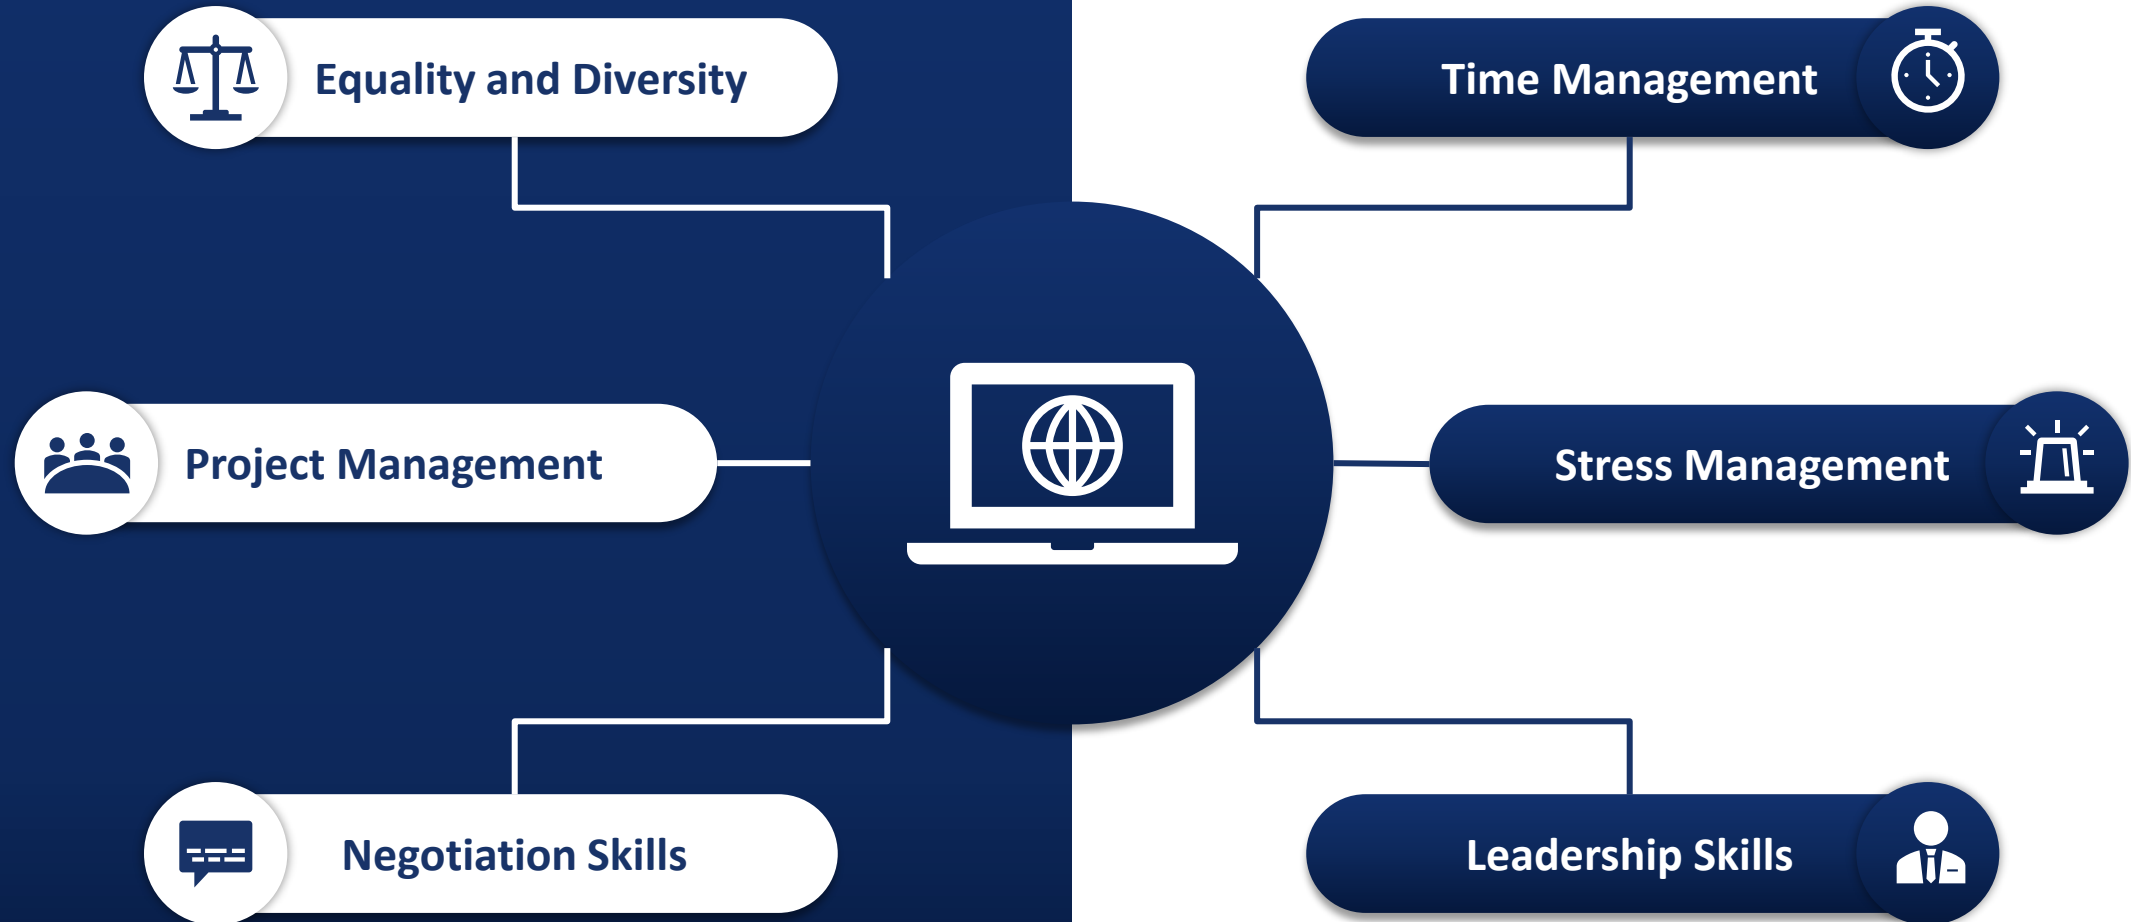 Equality and Diversity
Time Management
Project Management
Stress Management
Negotiation Skills
Leadership Skills